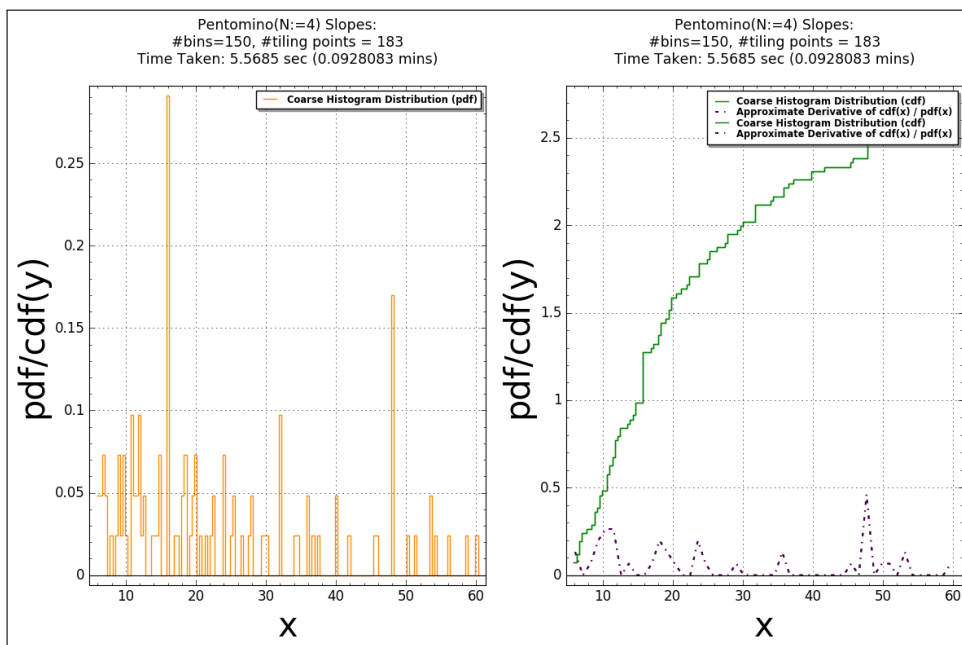 Pentomino(N:=4) Slopes:
#bins=150, #tiling points = 183
Time Taken: 5.5685 sec (0.0928083 mins)
Coarse Histogram Distribution (pdf)
0.25
0.2
0.15
0.1
0.05
0
10 20 30 40 50 60
pdf/cdf(y)
x
Pentomino(N:=4) Slopes:
#bins=150, #tiling points = 183
Time Taken: 5.5685 sec (0.0928083 mins)
Coarse Histogram Distribution (cdf)
Approximate Derivative of cdf(x) / pdf(x)
Coarse Histogram Distribution (cdf)
Approximate Derivative of cdf(x) / pdf(x)
2.5
2
1.5
1
0.5
0
10 20 30 40 50 60
pdf/cdf(y)
x